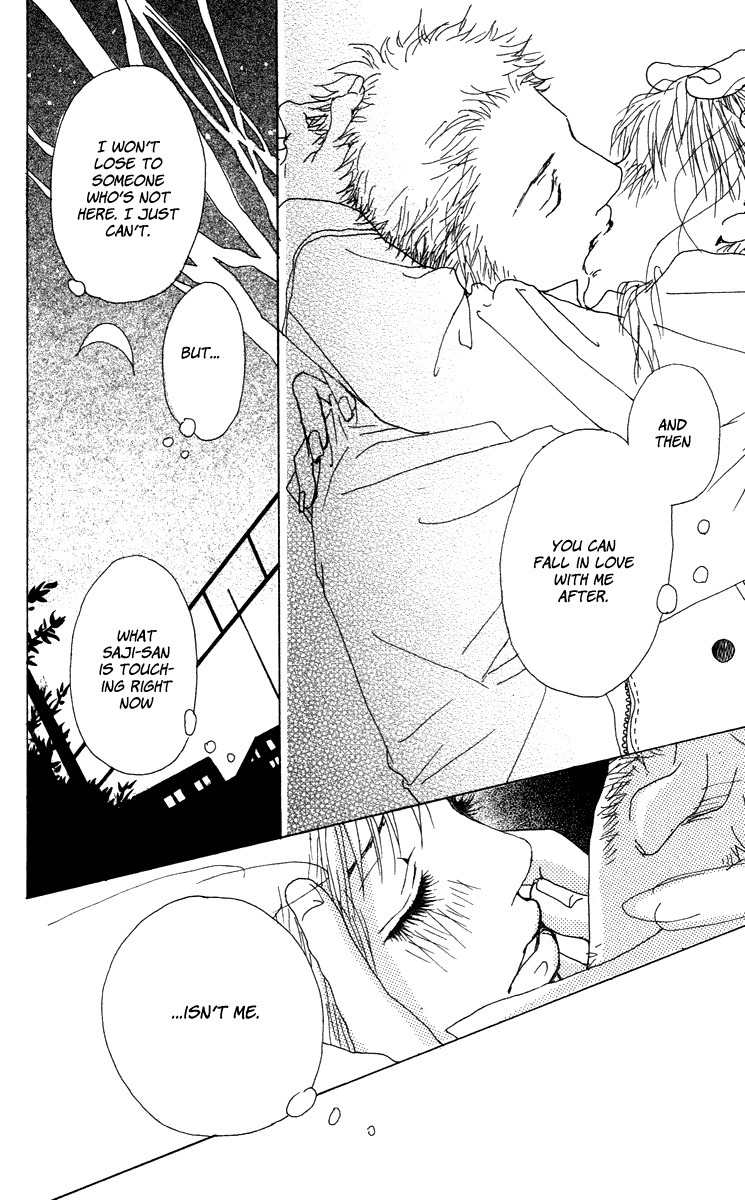 AND
THEN
YOU CAN
FALL IN LOVE
WITH ME
AFTER.
I WON'T
LOSE TO
SOMEONE
WHO'S NOT
HERE. I JUST
CAN'T.
BUT...
WHAT
SAJI-SAN
IS TOUCH-
ING RIGHT
NOW
...ISN'T ME.